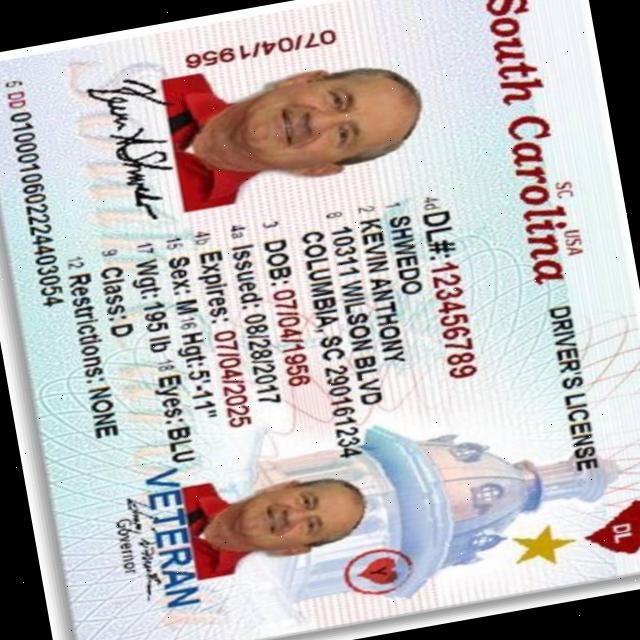 South Carolina
SC USA
DRIVER'S LICENSE
DL
4d DL#: 123456789
1 SHWEDO
2 KEVIN ANTHONY
8 10311 WILSON BLVD
COLUMBIA SC 290161234
3 DOB: 07/04/1956
4a Issued: 08/28/2017
4b Expires: 07/04/2025
15 Sex: M 16 Hgt: 5'-11"
17 Wgt: 195 lb 18 Eyes: BLU
9 Class: D
12 Restrictions: NONE
07/04/1956
VETERAN
Governor
Y
5 DD 0100010602224403054